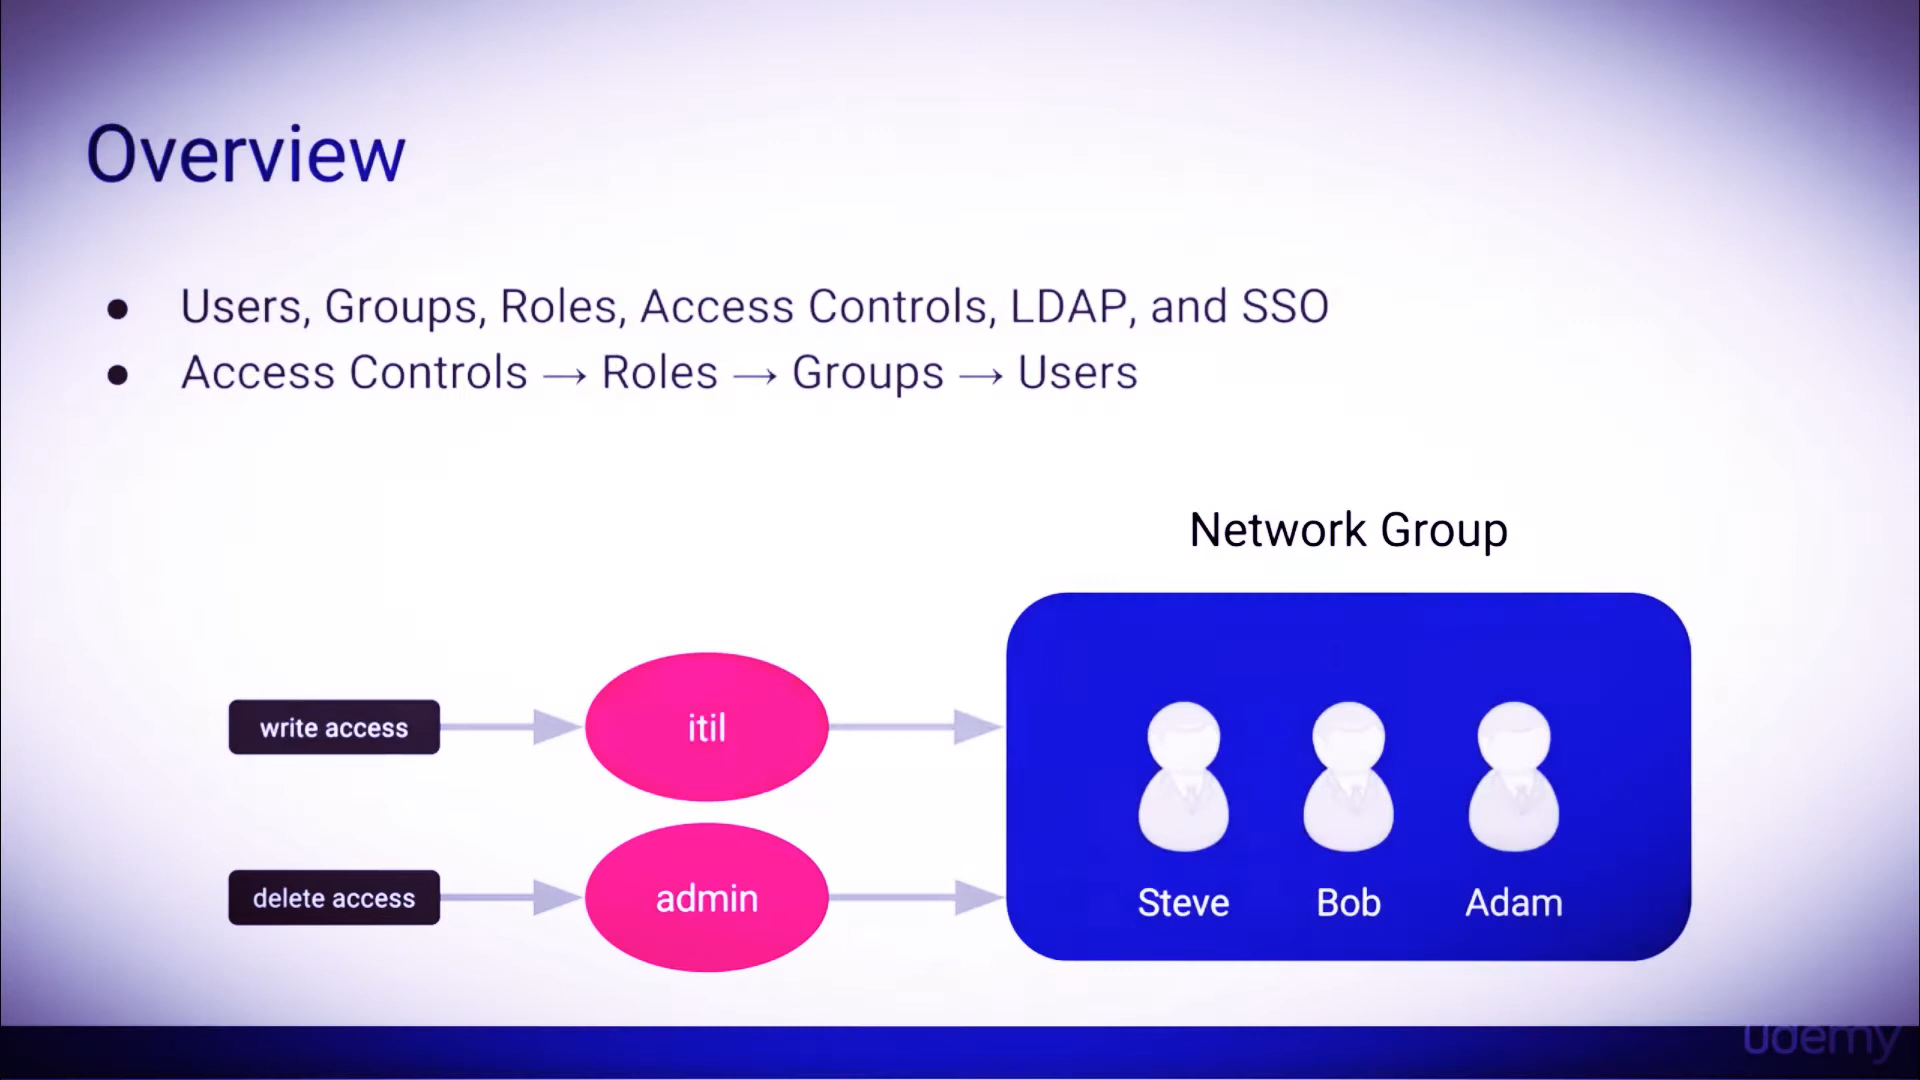 Overview
● Users, Groups, Roles, Access Controls, LDAP, and SSO
● Access Controls → Roles → Groups → Users
Network Group
write access
itil
delete access
admin
Steve
Bob
Adam
udemy